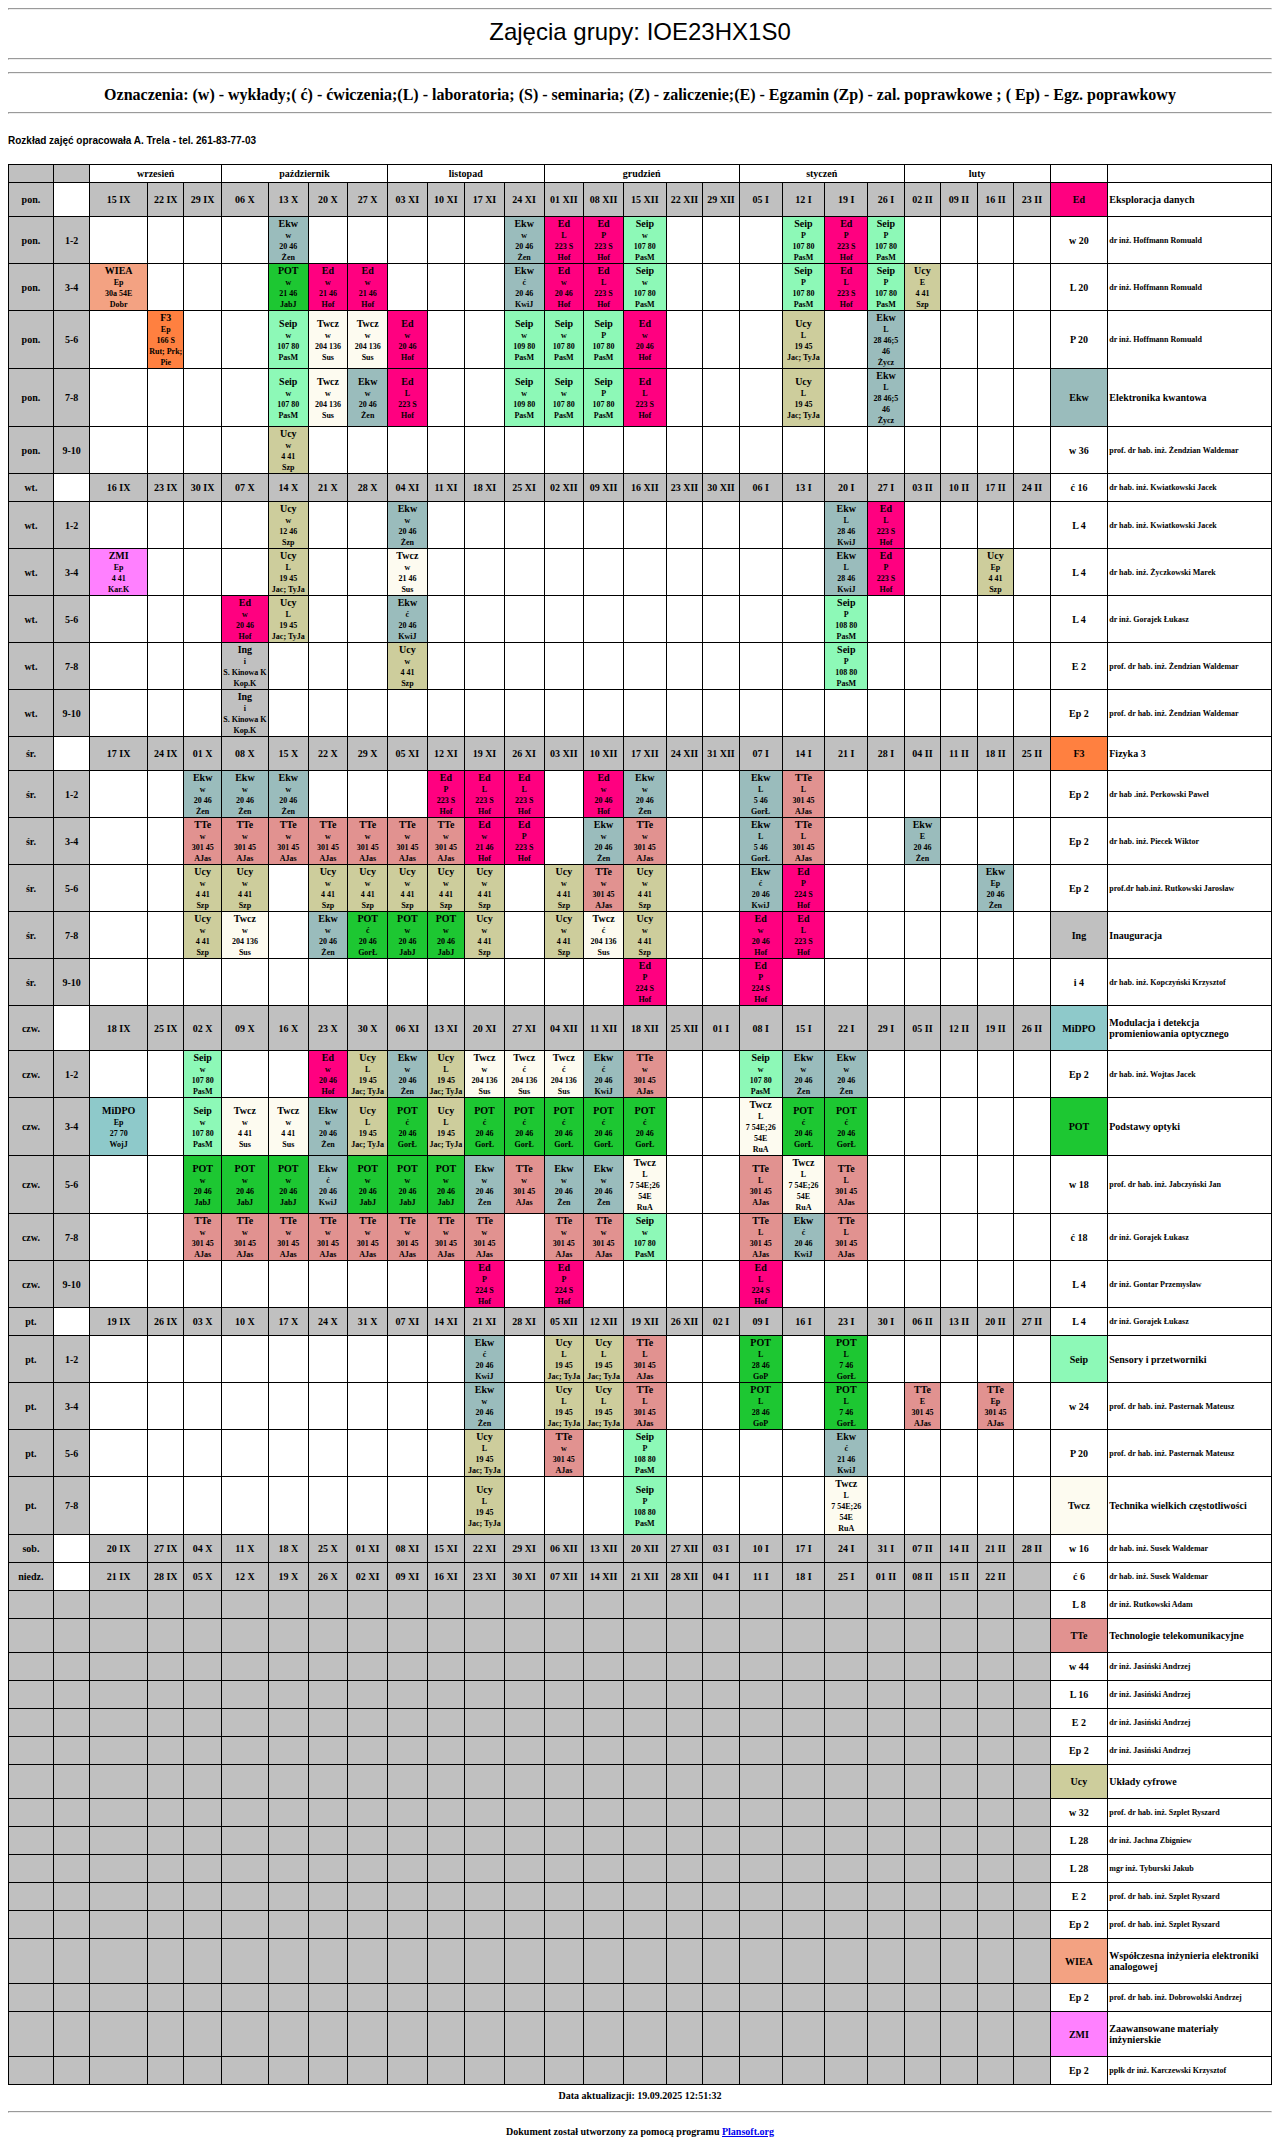 Zajęcia grupy: IOE23HX1S0
Oznaczenia: (w) - wykłady;( ć) - ćwiczenia;(L) - laboratoria; (S) - seminaria; (Z) - zaliczenie;(E) - Egzamin (Zp) - zal. poprawkowe ; ( Ep) - Egz. poprawkowy
Rozkład zajęć opracowała A. Trela - tel. 261-83-77-03
wrzesień październik listopad grudzień styczeń luty
pon. 15 IX 22 IX 29 IX 06 X 13 X 20 X 27 X 03 XI 10 XI 17 XI 24 XI 01 XII 08 XII 15 XII 22 XII 29 XII 05 I 12 I 19 I 26 I 02 II 09 II 16 II 23 II Ed Eksploracja danych
pon. 1-2 Ekw w 20 46 Żen Ekw w 20 46 Żen Ed L 223 S Hof Ed P 223 S Hof Seip w 107 80 PasM Seip P 107 80 PasM Ed P 223 S Hof Seip P 107 80 PasM w 20 dr inż. Hoffmann Romuald
pon. 3-4 WIEA Ep 30a 54E Dobr POT w 21 46 JabJ Ed w 21 46 Hof Ed w 21 46 Hof Ekw ć 20 46 KwiJ Ed w 20 46 Hof Ed L 223 S Hof Seip w 107 80 PasM Seip P 107 80 PasM Ed L 223 S Hof Seip P 107 80 PasM Ucy E 4 41 Szp L 20 dr inż. Hoffmann Romuald
pon. 5-6 F3 Ep 166 S Rut; Prk; Pie Seip w 107 80 PasM Twcz w 204 136 Sus Twcz w 204 136 Sus Ed w 20 46 Hof Seip w 109 80 PasM Seip w 107 80 PasM Seip P 107 80 PasM Ed w 20 46 Hof Ucy L 19 45 Jac; TyJa Ekw L 28 46;5 46 Życz P 20 dr inż. Hoffmann Romuald
pon. 7-8 Seip w 107 80 PasM Twcz w 204 136 Sus Ekw w 20 46 Żen Ed L 223 S Hof Seip w 109 80 PasM Seip w 107 80 PasM Seip P 107 80 PasM Ed L 223 S Hof Ucy L 19 45 Jac; TyJa Ekw L 28 46;5 46 Życz Ekw Elektronika kwantowa
pon. 9-10 Ucy w 4 41 Szp w 36 prof. dr hab. inż. Żendzian Waldemar
wt. 16 IX 23 IX 30 IX 07 X 14 X 21 X 28 X 04 XI 11 XI 18 XI 25 XI 02 XII 09 XII 16 XII 23 XII 30 XII 06 I 13 I 20 I 27 I 03 II 10 II 17 II 24 II ć 16 dr hab. inż. Kwiatkowski Jacek
wt. 1-2 Ucy w 12 46 Szp Ekw w 20 46 Żen Ekw L 28 46 KwiJ Ed L 223 S Hof L 4 dr hab. inż. Kwiatkowski Jacek
wt. 3-4 ZMI Ep 4 41 Kar.K Ucy L 19 45 Jac; TyJa Twcz w 21 46 Sus Ekw L 28 46 KwiJ Ed P 223 S Hof Ucy Ep 4 41 Szp L 4 dr hab. inż. Życzkowski Marek
wt. 5-6 Ed w 20 46 Hof Ucy L 19 45 Jac; TyJa Ekw ć 20 46 KwiJ Seip P 108 80 PasM L 4 dr inż. Gorajek Łukasz
wt. 7-8 Ing i S. Kinowa K Kop.K Ucy w 4 41 Szp Seip P 108 80 PasM E 2 prof. dr hab. inż. Żendzian Waldemar
wt. 9-10 Ing i S. Kinowa K Kop.K Ep 2 prof. dr hab. inż. Żendzian Waldemar
śr. 17 IX 24 IX 01 X 08 X 15 X 22 X 29 X 05 XI 12 XI 19 XI 26 XI 03 XII 10 XII 17 XII 24 XII 31 XII 07 I 14 I 21 I 28 I 04 II 11 II 18 II 25 II F3 Fizyka 3
śr. 1-2 Ekw w 20 46 Żen Ekw w 20 46 Żen Ekw w 20 46 Żen Ed P 223 S Hof Ed L 223 S Hof Ed L 223 S Hof Ed w 20 46 Hof Ekw w 20 46 Żen Ekw L 5 46 GorŁ TTe L 301 45 AJas Ep 2 dr hab .inż. Perkowski Paweł
śr. 3-4 TTe w 301 45 AJas TTe w 301 45 AJas TTe w 301 45 AJas TTe w 301 45 AJas TTe w 301 45 AJas TTe w 301 45 AJas TTe w 301 45 AJas Ed w 21 46 Hof Ed P 223 S Hof Ekw w 20 46 Żen TTe w 301 45 AJas Ekw L 5 46 GorŁ TTe L 301 45 AJas Ekw E 20 46 Żen Ep 2 dr hab. inż. Piecek Wiktor
śr. 5-6 Ucy w 4 41 Szp Ucy w 4 41 Szp Ucy w 4 41 Szp Ucy w 4 41 Szp Ucy w 4 41 Szp Ucy w 4 41 Szp Ucy w 4 41 Szp Ucy w 4 41 Szp TTe w 301 45 AJas Ucy w 4 41 Szp Ekw ć 20 46 KwiJ Ed P 224 S Hof Ekw Ep 20 46 Żen Ep 2 prof.dr hab.inż. Rutkowski Jarosław
śr. 7-8 Ucy w 4 41 Szp Twcz w 204 136 Sus Ekw w 20 46 Żen POT ć 20 46 GorŁ POT w 20 46 JabJ POT w 20 46 JabJ Ucy w 4 41 Szp Ucy w 4 41 Szp Twcz ć 204 136 Sus Ucy w 4 41 Szp Ed w 20 46 Hof Ed L 223 S Hof Ing Inauguracja
śr. 9-10 Ed P 224 S Hof Ed P 224 S Hof i 4 dr hab. inż. Kopczyński Krzysztof
czw. 18 IX 25 IX 02 X 09 X 16 X 23 X 30 X 06 XI 13 XI 20 XI 27 XI 04 XII 11 XII 18 XII 25 XII 01 I 08 I 15 I 22 I 29 I 05 II 12 II 19 II 26 II MiDPO Modulacja i detekcja promieniowania optycznego
czw. 1-2 Seip w 107 80 PasM Ed w 20 46 Hof Ucy L 19 45 Jac; TyJa Ekw w 20 46 Żen Ucy L 19 45 Jac; TyJa Twcz w 204 136 Sus Twcz ć 204 136 Sus Twcz ć 204 136 Sus Ekw ć 20 46 KwiJ TTe w 301 45 AJas Seip w 107 80 PasM Ekw w 20 46 Żen Ekw w 20 46 Żen Ep 2 dr hab. inż. Wojtas Jacek
czw. 3-4 MiDPO Ep 27 70 WojJ Seip w 107 80 PasM Twcz w 4 41 Sus Twcz w 4 41 Sus Ekw w 20 46 Żen Ucy L 19 45 Jac; TyJa POT ć 20 46 GorŁ Ucy L 19 45 Jac; TyJa POT ć 20 46 GorŁ POT ć 20 46 GorŁ POT ć 20 46 GorŁ POT ć 20 46 GorŁ POT ć 20 46 GorŁ Twcz L 7 54E;26 54E RuA POT ć 20 46 GorŁ POT ć 20 46 GorŁ POT Podstawy optyki
czw. 5-6 POT w 20 46 JabJ POT w 20 46 JabJ POT w 20 46 JabJ Ekw ć 20 46 KwiJ POT w 20 46 JabJ POT w 20 46 JabJ POT w 20 46 JabJ Ekw w 20 46 Żen TTe w 301 45 AJas Ekw w 20 46 Żen Ekw w 20 46 Żen Twcz L 7 54E;26 54E RuA TTe L 301 45 AJas Twcz L 7 54E;26 54E RuA TTe L 301 45 AJas w 18 prof. dr hab. inż. Jabczyński Jan
czw. 7-8 TTe w 301 45 AJas TTe w 301 45 AJas TTe w 301 45 AJas TTe w 301 45 AJas TTe w 301 45 AJas TTe w 301 45 AJas TTe w 301 45 AJas TTe w 301 45 AJas TTe w 301 45 AJas TTe w 301 45 AJas Seip w 107 80 PasM TTe L 301 45 AJas Ekw ć 20 46 KwiJ TTe L 301 45 AJas ć 18 dr inż. Gorajek Łukasz
czw. 9-10 Ed P 224 S Hof Ed P 224 S Hof Ed L 224 S Hof L 4 dr inż. Gontar Przemysław
pt. 19 IX 26 IX 03 X 10 X 17 X 24 X 31 X 07 XI 14 XI 21 XI 28 XI 05 XII 12 XII 19 XII 26 XII 02 I 09 I 16 I 23 I 30 I 06 II 13 II 20 II 27 II L 4 dr inż. Gorajek Łukasz
pt. 1-2 Ekw ć 20 46 KwiJ Ucy L 19 45 Jac; TyJa Ucy L 19 45 Jac; TyJa TTe L 301 45 AJas POT L 28 46 GoP POT L 7 46 GorŁ Seip Sensory i przetworniki
pt. 3-4 Ekw w 20 46 Żen Ucy L 19 45 Jac; TyJa Ucy L 19 45 Jac; TyJa TTe L 301 45 AJas POT L 28 46 GoP POT L 7 46 GorŁ TTe E 301 45 AJas TTe Ep 301 45 AJas w 24 prof. dr hab. inż. Pasternak Mateusz
pt. 5-6 Ucy L 19 45 Jac; TyJa TTe w 301 45 AJas Seip P 108 80 PasM Ekw ć 21 46 KwiJ P 20 prof. dr hab. inż. Pasternak Mateusz
pt. 7-8 Ucy L 19 45 Jac; TyJa Seip P 108 80 PasM Twcz L 7 54E;26 54E RuA Twcz Technika wielkich częstotliwości
sob. 20 IX 27 IX 04 X 11 X 18 X 25 X 01 XI 08 XI 15 XI 22 XI 29 XI 06 XII 13 XII 20 XII 27 XII 03 I 10 I 17 I 24 I 31 I 07 II 14 II 21 II 28 II w 16 dr hab. inż. Susek Waldemar
niedz. 21 IX 28 IX 05 X 12 X 19 X 26 X 02 XI 09 XI 16 XI 23 XI 30 XI 07 XII 14 XII 21 XII 28 XII 04 I 11 I 18 I 25 I 01 II 08 II 15 II 22 II ć 6 dr hab. inż. Susek Waldemar
L 8 dr inż. Rutkowski Adam
TTe Technologie telekomunikacyjne
w 44 dr inż. Jasiński Andrzej
L 16 dr inż. Jasiński Andrzej
E 2 dr inż. Jasiński Andrzej
Ep 2 dr inż. Jasiński Andrzej
Ucy Układy cyfrowe
w 32 prof. dr hab. inż. Szplet Ryszard
L 28 dr inż. Jachna Zbigniew
L 28 mgr inż. Tyburski Jakub
E 2 prof. dr hab. inż. Szplet Ryszard
Ep 2 prof. dr hab. inż. Szplet Ryszard
WIEA Współczesna inżynieria elektroniki analogowej
Ep 2 prof. dr hab. inż. Dobrowolski Andrzej
ZMI Zaawansowane materiały inżynierskie
Ep 2 ppłk dr inż. Karczewski Krzysztof
Data aktualizacji: 19.09.2025 12:51:32
Dokument został utworzony za pomocą programu Plansoft.org